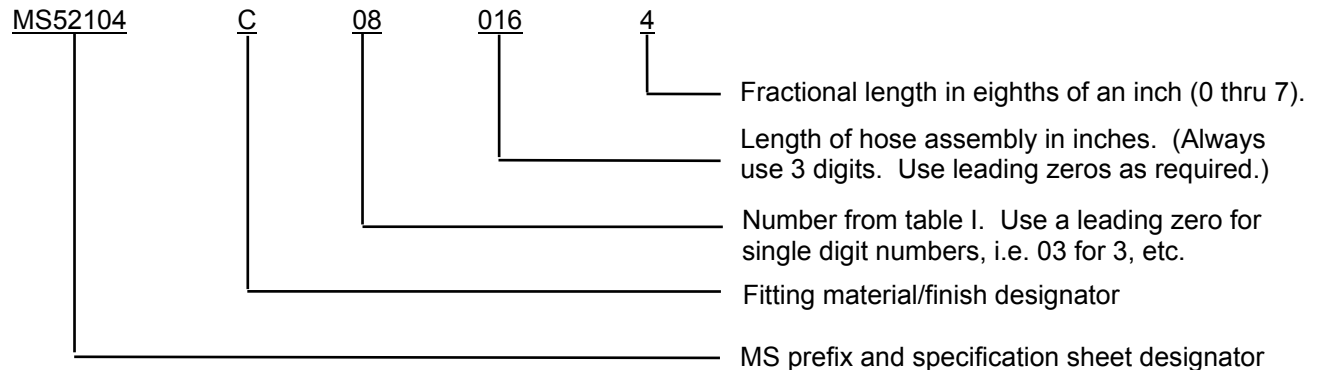 MS52104 C 08 016 4
Fractional length in eighths of an inch (0 thru 7).
Length of hose assembly in inches. (Always
use 3 digits. Use leading zeros as required.)
Number from table I. Use a leading zero for
single digit numbers, i.e. 03 for 3, etc.
Fitting material/finish designator
MS prefix and specification sheet designator